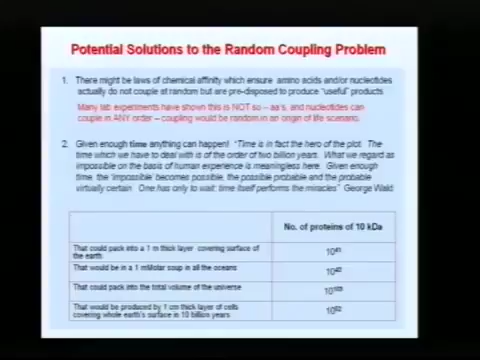 Potential Solutions to the Random Coupling Problem
1. There might be laws of chemical affinity which ensure amino acids and/or nucleotides
actually do not couple at random but are pre-disposed to produce "useful" products
Many lab experiments have shown this is NOT so – aa's, and nucleotides can
couple in ANY order – coupling would be random in an origin of life scenario.
2. Given enough time anything can happen! "Time is in fact the hero of the plot. The
time which we have to deal with is of the order of two billion years. What we regard as
impossible on the basis of human experience is meaningless here. Given enough
time, the 'impossible' becomes possible, the possible probable and the probable
virtually certain. One has only to wait: time itself performs the miracles" George Wald
No. of proteins of 10 kDa
That could pack into a 1 m thick layer covering surface of
the earth
10⁴¹
That would be in a 1 mMolar soup in all the oceans
That could pack into the total volume of the universe
That would be produced by 1 cm thick layer of cells
covering whole earth's surface in 10 billion years